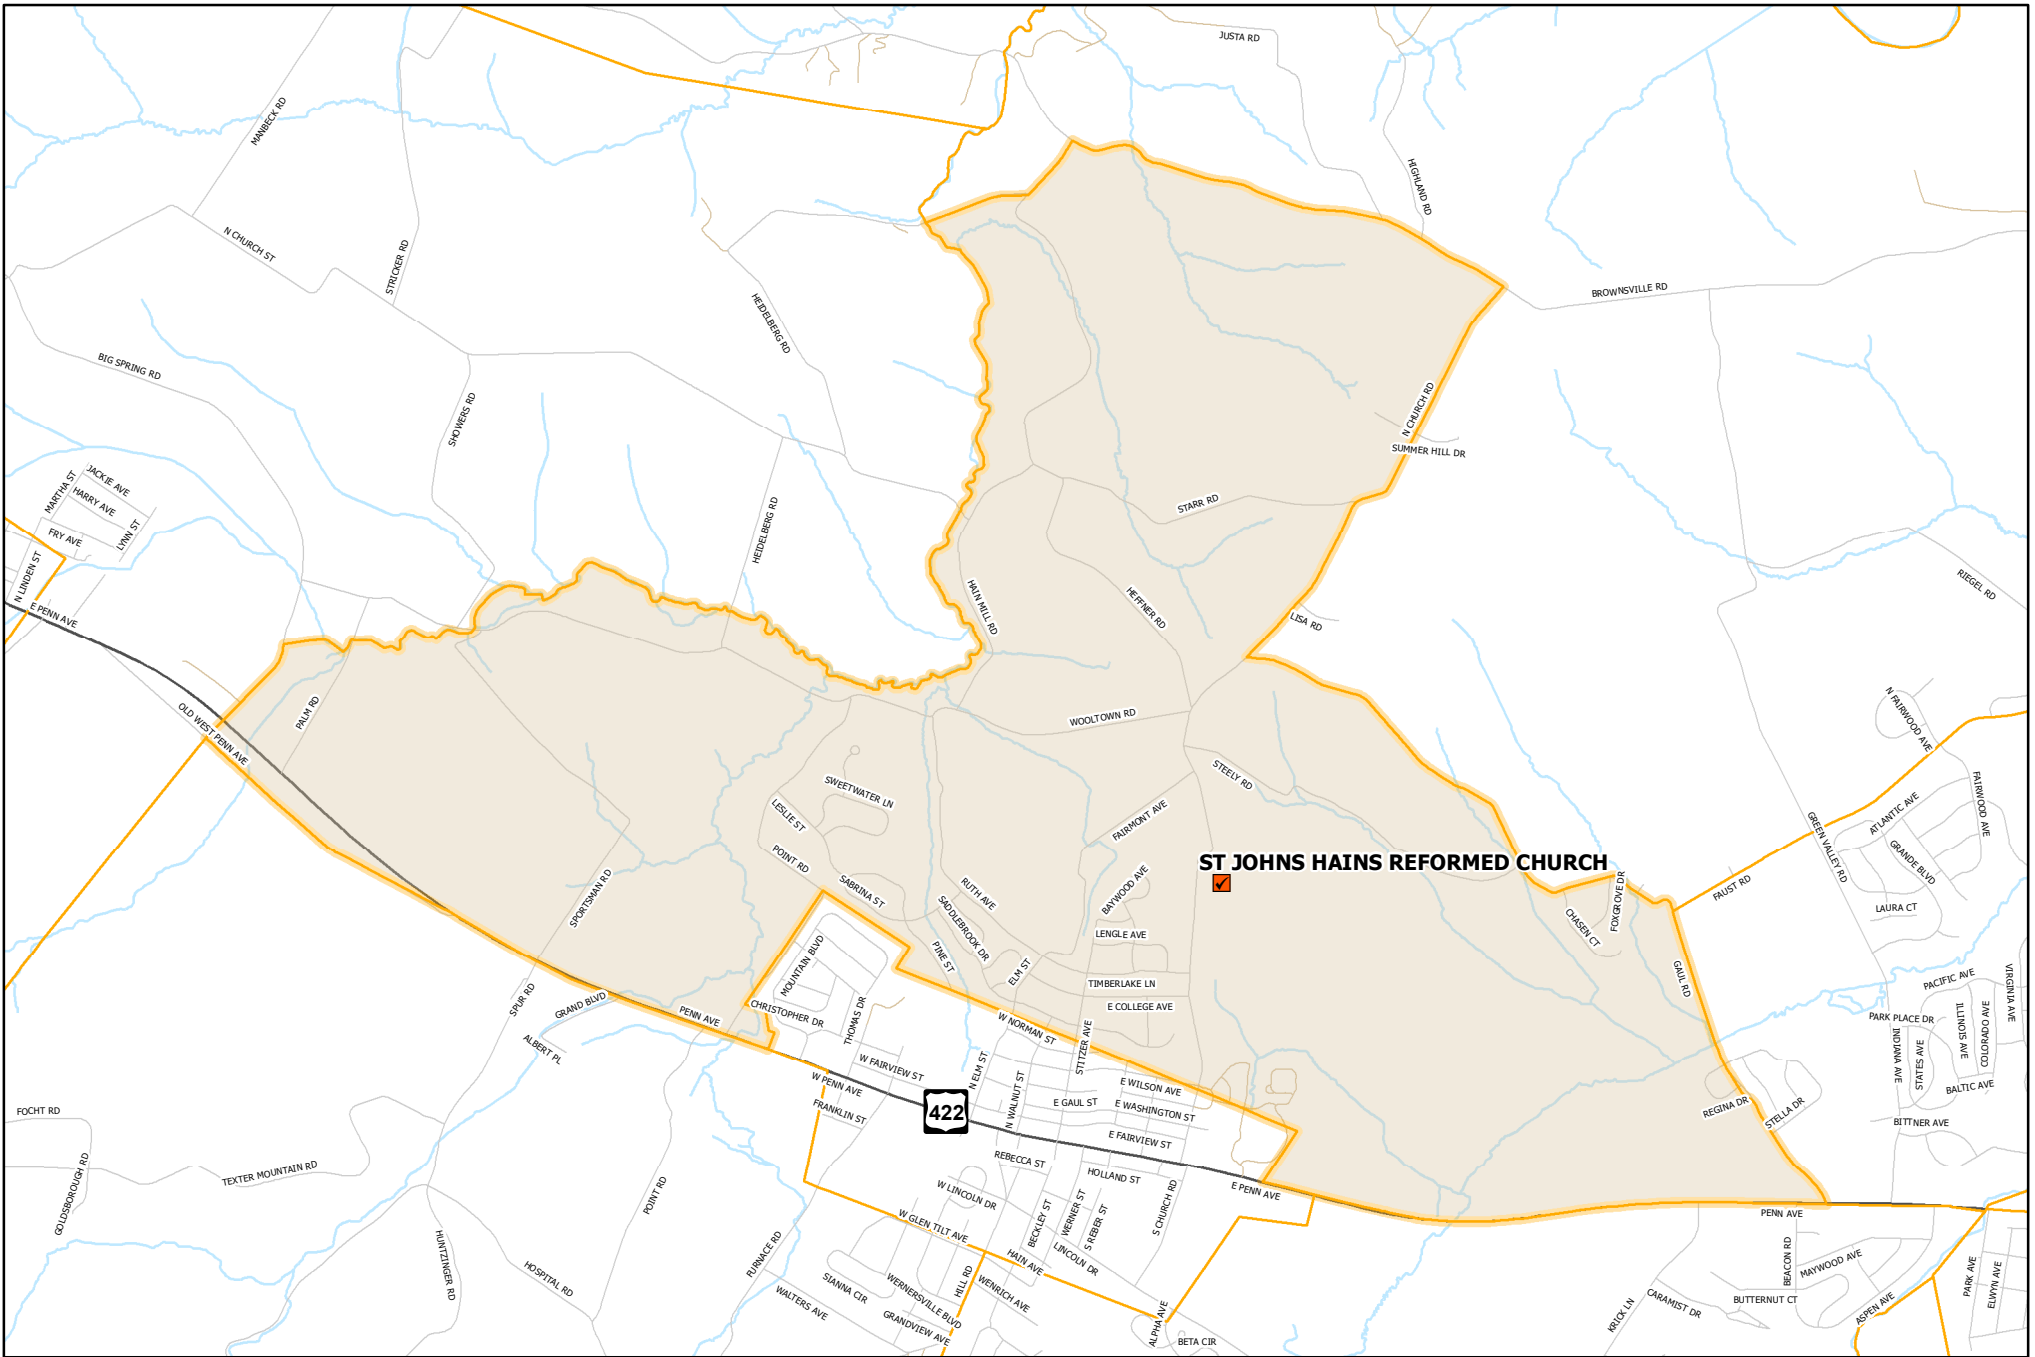 JUSTA RD
MANBECK RD
HIGHLAND RD
N CHURCH ST
STRICKER RD
HEIDELBERG RD
BROWNSVILLE RD
BIG SPRING RD
SHOWERS RD
N CHURCH RD
SUMMER HILL DR
MARTHA ST
JACKIE AVE
HARRY AVE
LYNN ST
FRY AVE
N LINDEN ST
E PENN AVE
HEIDELBERG RD
STARR RD
HAIN MILL RD
HEFFNER RD
LISA RD
RIEGEL RD
PALM RD
OLD WEST PENN AVE
WOOLTOWN RD
N FAIRWOOD AVE
FAIRWOOD AVE
SWEETWATER LN
LESLIE ST
STEELY RD
FAIRMONT AVE
ATLANTIC AVE
GREEN VALLEY RD
GRANDE BLVD
POINT RD
SABRINA ST
ST JOHNS HAINS REFORMED CHURCH
SPORTSMAN RD
RUTH AVE
BAYWOOD AVE
SADDLEBROOK DR
FOXGROVE DR
CHASEN CT
FAUST RD
LAURA CT
LENGLE AVE
PINE ST
ELM ST
MOUNTAIN BLVD
TIMBERLAKE LN
E COLLEGE AVE
GAUL RD
PACIFIC AVE
VIRGINIA AVE
SPUR RD
GRAND BLVD
PENN AVE
CHRISTOPHER DR
THOMAS DR
W NORMAN ST
STITZER AVE
PARK PLACE DR
INDIANA AVE
ILLINOIS AVE
COLORADO AVE
STATES AVE
ALBERT PL
W FAIRVIEW ST
N ELM ST
N WALNUT ST
E WILSON AVE
BALTIC AVE
W PENN AVE
FRANKLIN ST
422
E GAUL ST
E WASHINGTON ST
E FAIRVIEW ST
REGINA DR
STELLA DR
BITTNER AVE
FOCHT RD
GOLDSBOROUGH RD
TEXTER MOUNTAIN RD
POINT RD
REBECCA ST
HOLLAND ST
E PENN AVE
PENN AVE
W LINCOLN DR
W GLEN TILT AVE
BECKLEY ST
WERNER ST
S REBER ST
S CHURCH RD
HUNTZINGER RD
HOSPITAL RD
FURNACE RD
SIANNA CIR
WALTERS AVE
WERNERSVILLE BLVD
GRANDVIEW AVE
HILL RD
HAIN AVE
WENRICH AVE
LINCOLN DR
ALPHA AVE
BETA CIR
KRICK LN
CARAMIST DR
BEACON RD
MAYWOOD AVE
BUTTERNUT CT
ASPEN AVE
PARK AVE
ELWYN AVE